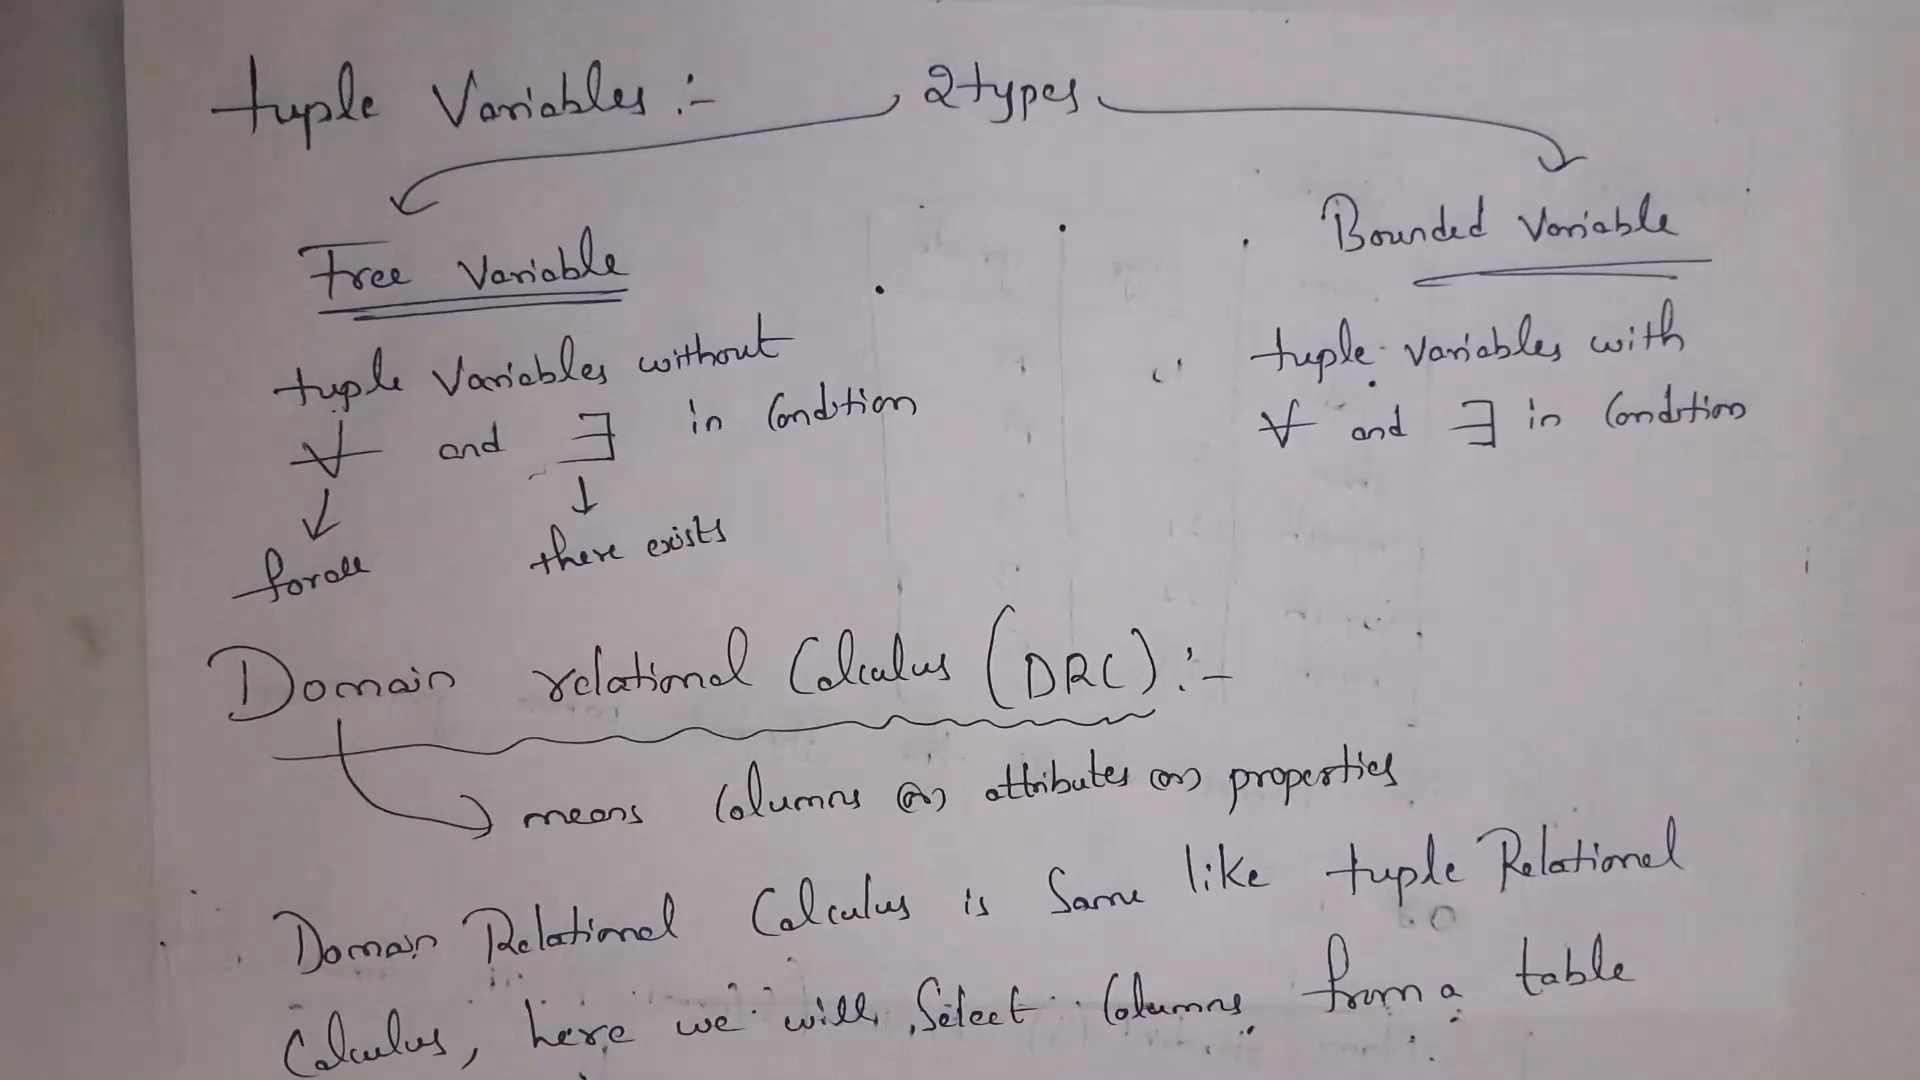 tuple Variables :- 2 types
Free Variable
Bounded Variable
tuple Variables without
∀ and ∃ in Condition
forall
there exists
tuple variables with
∀ and ∃ in Condition
Domain relational Calculus (DRC) :-
means Columns (or) attributes (or) properties
Domain Relational Calculus is Same like tuple Relational
Calculus, here we will Select Columns from a table